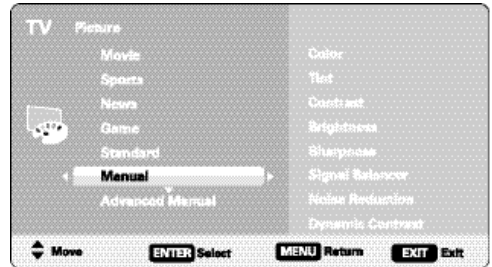 TV Picture
Movie
Sports
News
Game
Standard
Manual
Advanced Manual
Color
Tint
Contrast
Brightness
Sharpness
Signal Balancer
Noise Reduction
Dynamic Contrast
Move ENTER Select MENU Return EXIT Exit